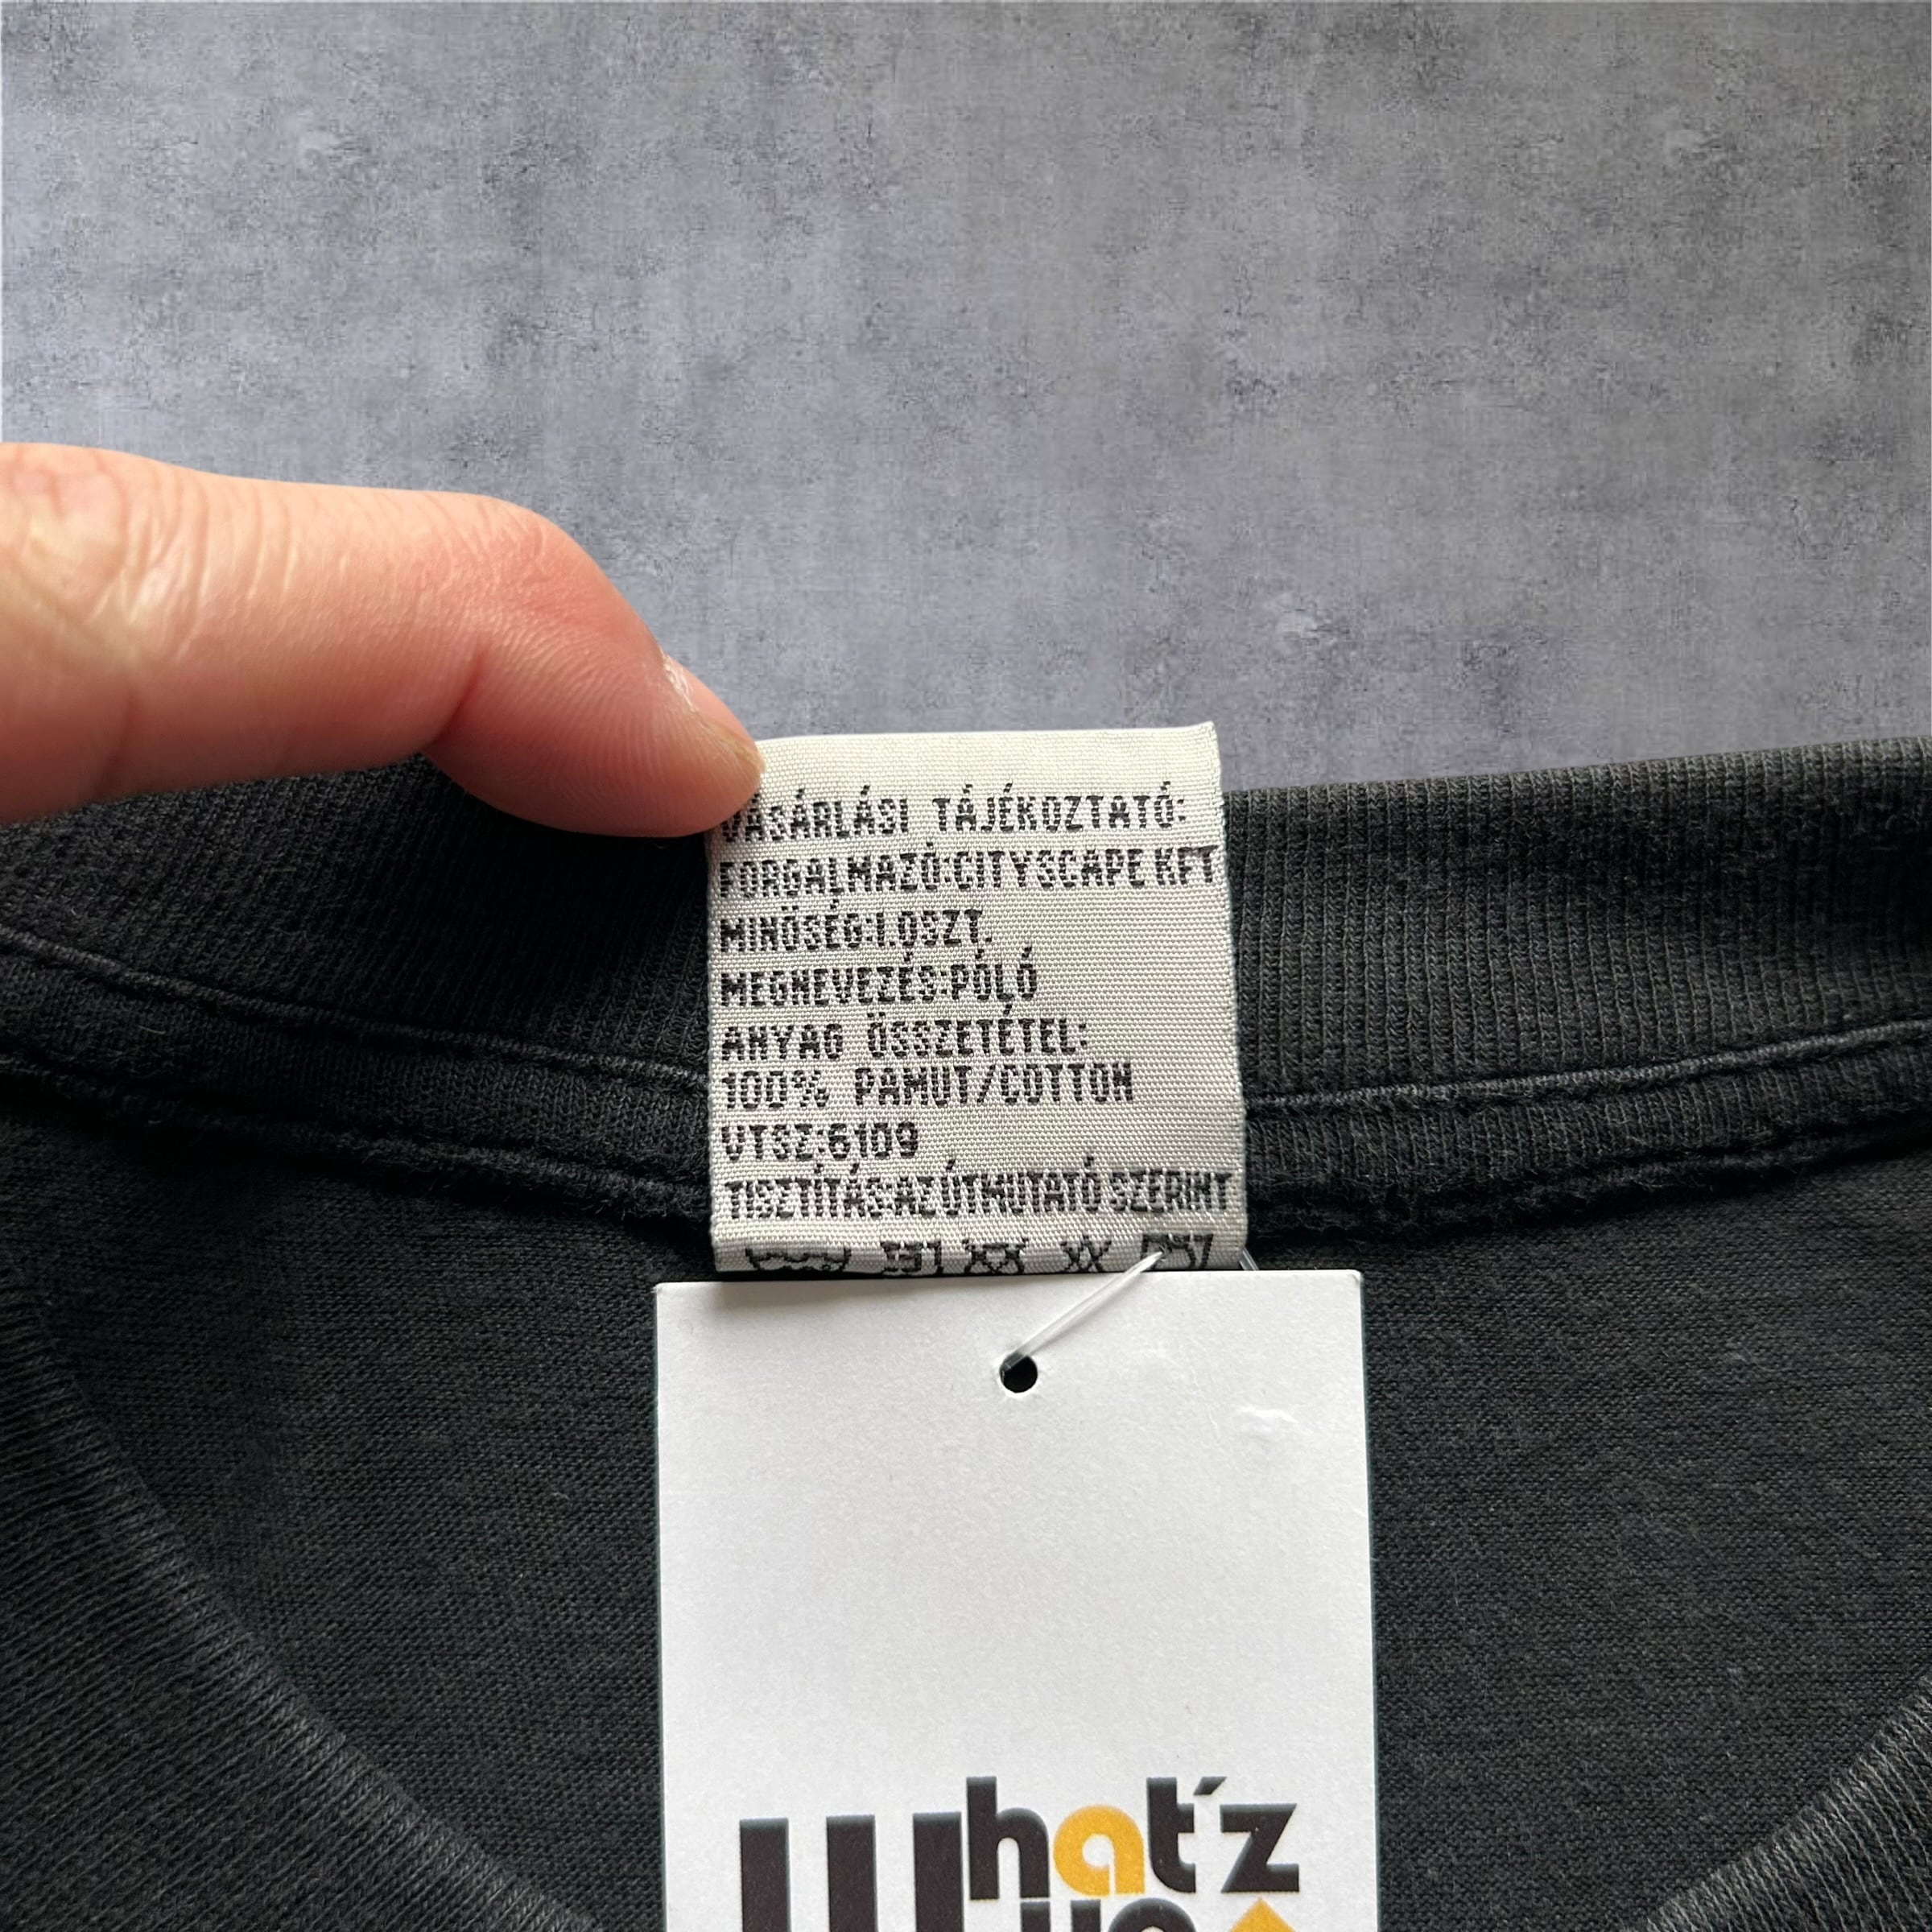 VÁSÁRLÁSI TÁJÉKOZTATÓ:
FORGALMAZÓ:CITYSCAPE KFT
MINŐSÉG:I.OSZT.
MEGNEVEZÉS:PÓLÓ
ANYAG ÖSSZETÉTEL:
100% PAMUT/COTTON
VTSZ:6109
TISZTÍTÁS:AZ ÚTMUTATÓ SZERINT
What´z